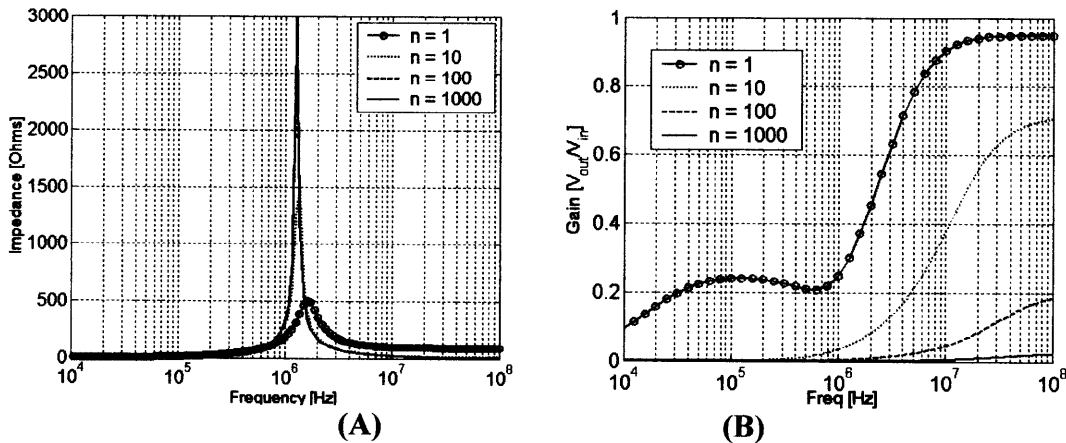 3000
2500
2000
1500
1000
500
0
Impedance [Ohms]
n = 1
n = 10
n = 100
n = 1000
10^4
10^5
10^6
10^7
10^8
Frequency [Hz]
(A)
1
0.8
0.6
0.4
0.2
0
Gain [V_out/V_in]
n = 1
n = 10
n = 100
n = 1000
10^4
10^5
10^6
10^7
10^8
Freq [Hz]
(B)